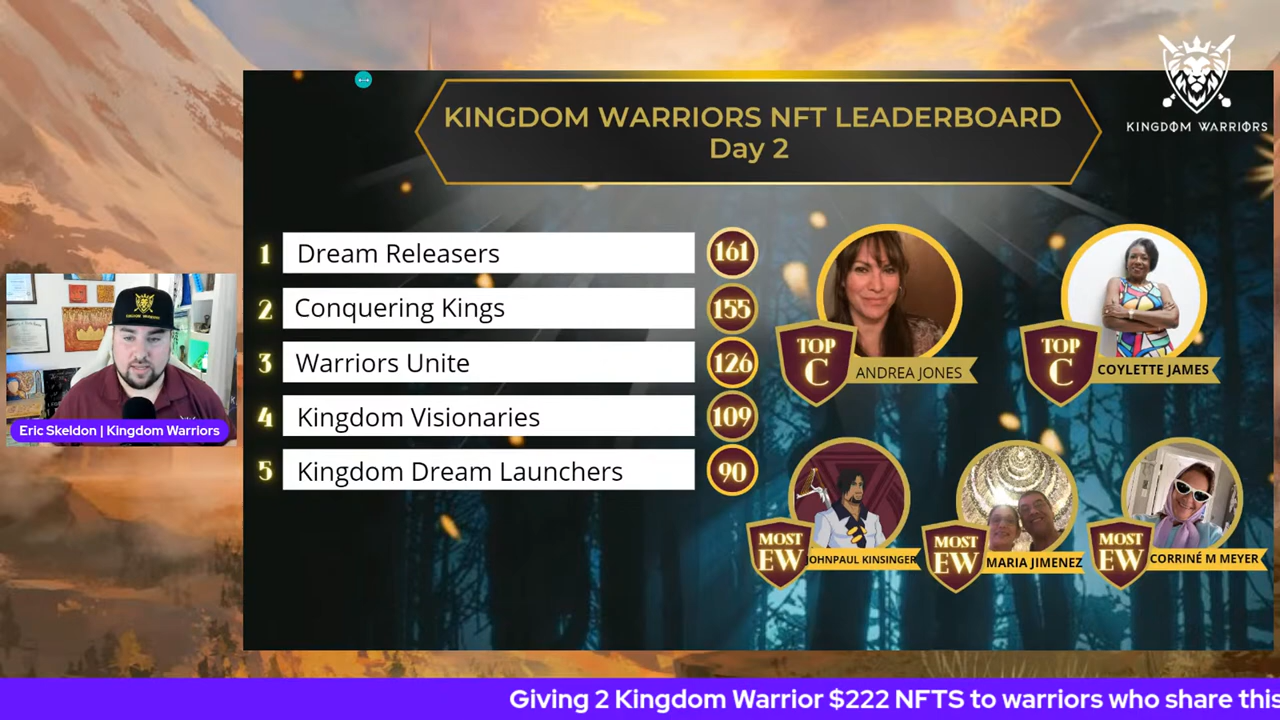 KINGDOM WARRIORS NFT LEADERBOARD
Day 2
KINGDOM WARRIORS
1 Dream Releasers 161
2 Conquering Kings 155
3 Warriors Unite 126
4 Kingdom Visionaries 109
5 Kingdom Dream Launchers 90
TOP
C
ANDREA JONES
TOP
C
COYLETTE JAMES
MOST
EW
JOHNPAUL KINSINGER
MOST
EW
MARIA JIMENEZ
MOST
EW
CORRINÉ M MEYER
Eric Skeldon | Kingdom Warriors
Giving 2 Kingdom Warrior $222 NFTS to warriors who share this